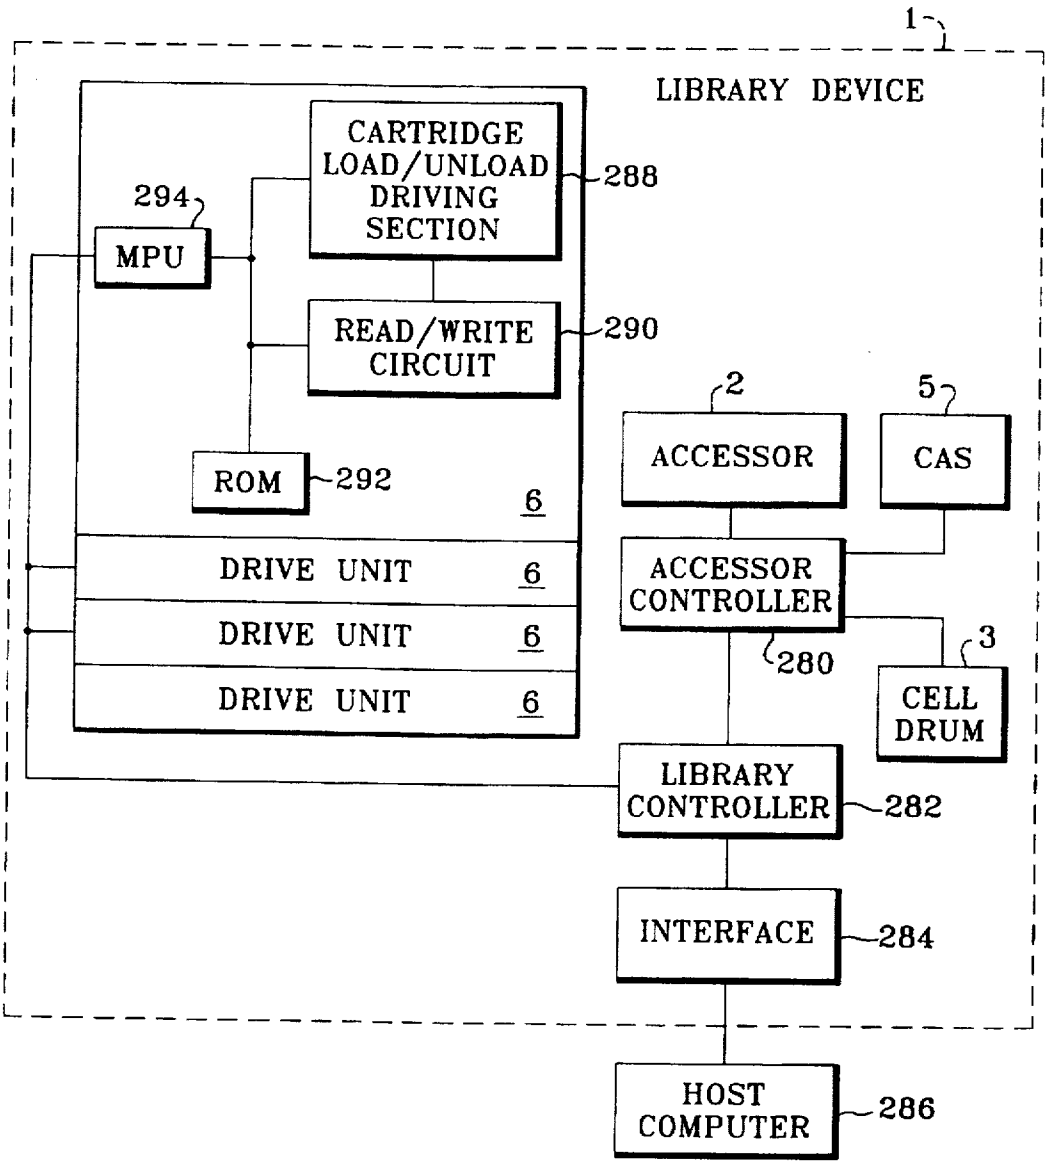 1
LIBRARY DEVICE
CARTRIDGE
LOAD/UNLOAD
DRIVING
SECTION
288
294
MPU
READ/WRITE
CIRCUIT
290
2
5
ACCESSOR
CAS
ROM
292
6
DRIVE UNIT 6
ACCESSOR
CONTROLLER
280
DRIVE UNIT 6
3
CELL
DRUM
DRIVE UNIT 6
LIBRARY
CONTROLLER
282
INTERFACE
284
HOST
COMPUTER
286